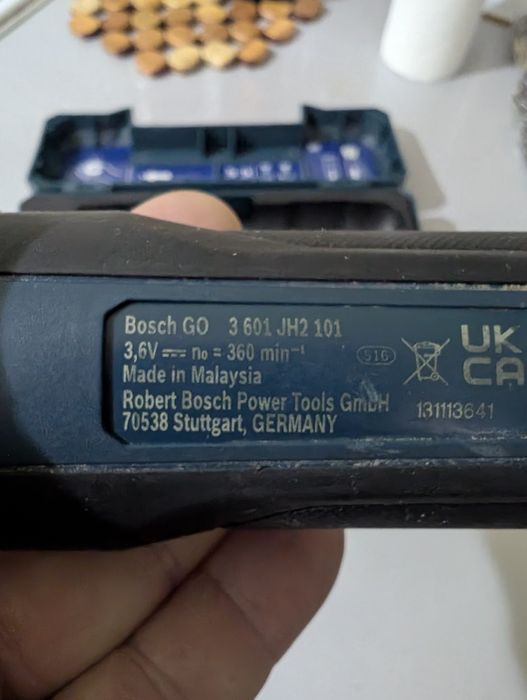 Bosch GO 3 601 JH2 101
3,6V ⎓ n₀ = 360 min⁻¹
Made in Malaysia
Robert Bosch Power Tools GmbH
70538 Stuttgart, GERMANY
516
UK
CA
131113641